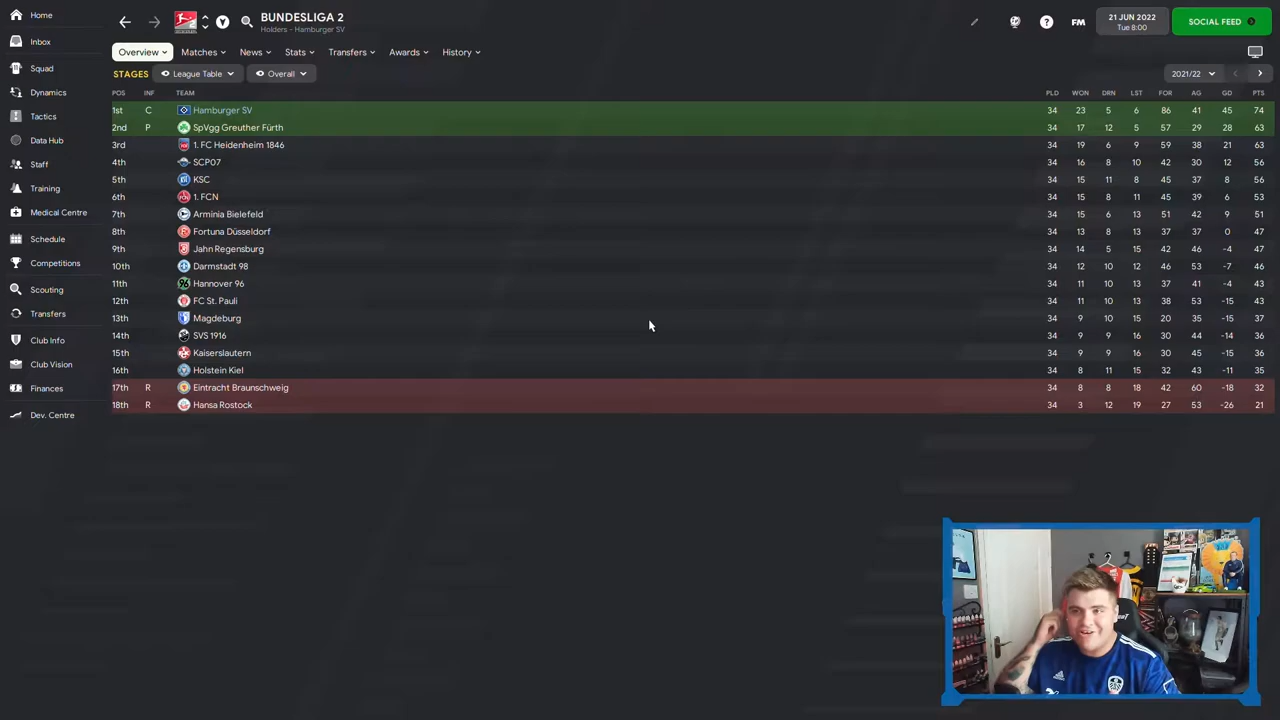 Home
BUNDESLIGA 2
Holders - Hamburger SV
FM
21 JUN 2022
Tue 8:00
SOCIAL FEED
Inbox
Overview Matches News Stats Transfers Awards History
Squad
STAGES League Table Overall 2021/22
Dynamics
POS INF TEAM PLD WON DRN LST FOR AG GD PTS
Tactics
1st C Hamburger SV 34 23 5 6 86 41 45 74
2nd P SpVgg Greuther Fürth 34 17 12 5 57 29 28 63
Data Hub
3rd 1. FC Heidenheim 1846 34 19 6 9 59 38 21 63
Staff
4th SCP07 34 16 8 10 42 30 12 56
5th KSC 34 15 11 8 45 37 8 56
Training
6th 1. FCN 34 15 8 11 45 39 6 53
Medical Centre
7th Arminia Bielefeld 34 15 6 13 51 42 9 51
8th Fortuna Düsseldorf 34 13 8 13 37 37 0 47
Schedule
9th Jahn Regensburg 34 14 5 15 42 46 -4 47
Competitions
10th Darmstadt 98 34 12 10 12 46 53 -7 46
11th Hannover 96 34 11 10 13 37 41 -4 43
Scouting
12th FC St. Pauli 34 11 10 13 38 53 -15 43
Transfers
13th Magdeburg 34 9 10 15 20 35 -15 37
14th SVS 1916 34 9 9 16 30 44 -14 36
Club Info
15th Kaiserslautern 34 9 9 16 30 45 -15 36
Club Vision
16th Holstein Kiel 34 8 11 15 32 43 -11 35
Finances
17th R Eintracht Braunschweig 34 8 8 18 42 60 -18 32
18th R Hansa Rostock 34 3 12 19 27 53 -26 21
Dev. Centre